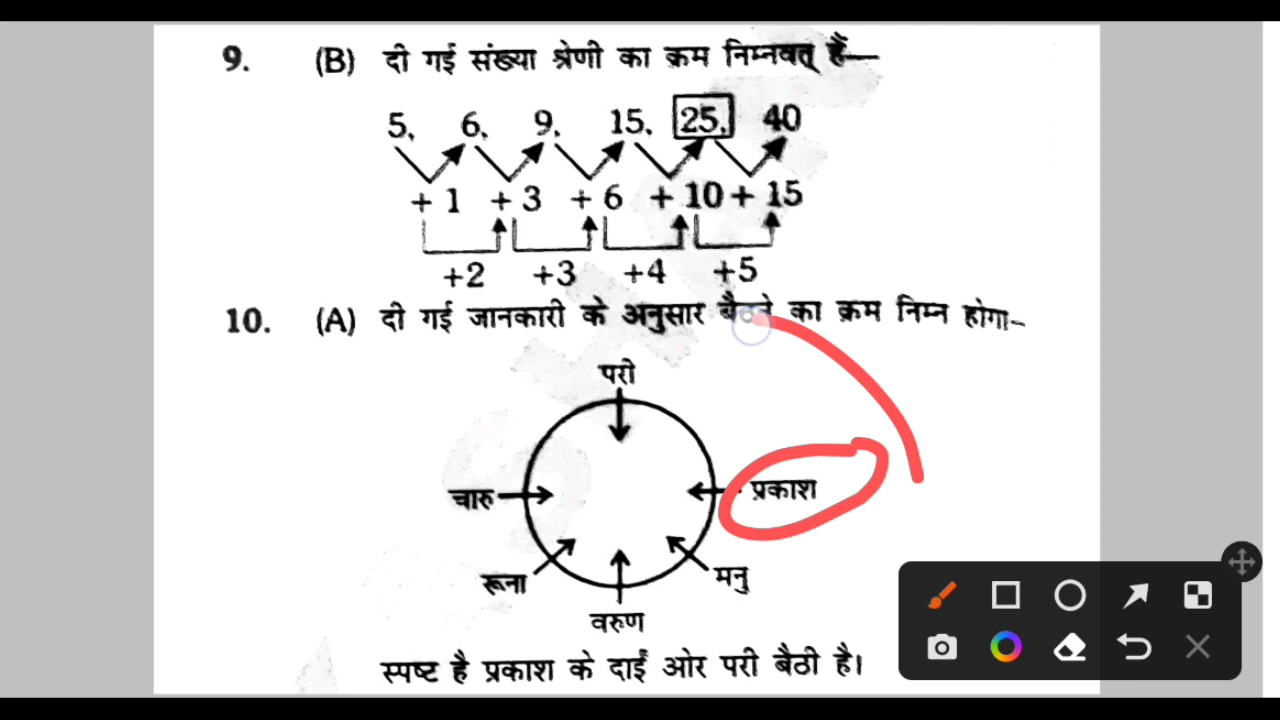 9. (B) दी गई संख्या श्रेणी का क्रम निम्नवत् हैं—
5, 6, 9, 15, 25, 40
+ 1 + 3 + 6 + 10 + 15
+2 +3 +4 +5
10. (A) दी गई जानकारी के अनुसार बैठने का क्रम निम्न होगा–
परी
चारु प्रकाश
रूना मनु
वरुण
स्पष्ट है प्रकाश के दाईं ओर परी बैठी है।